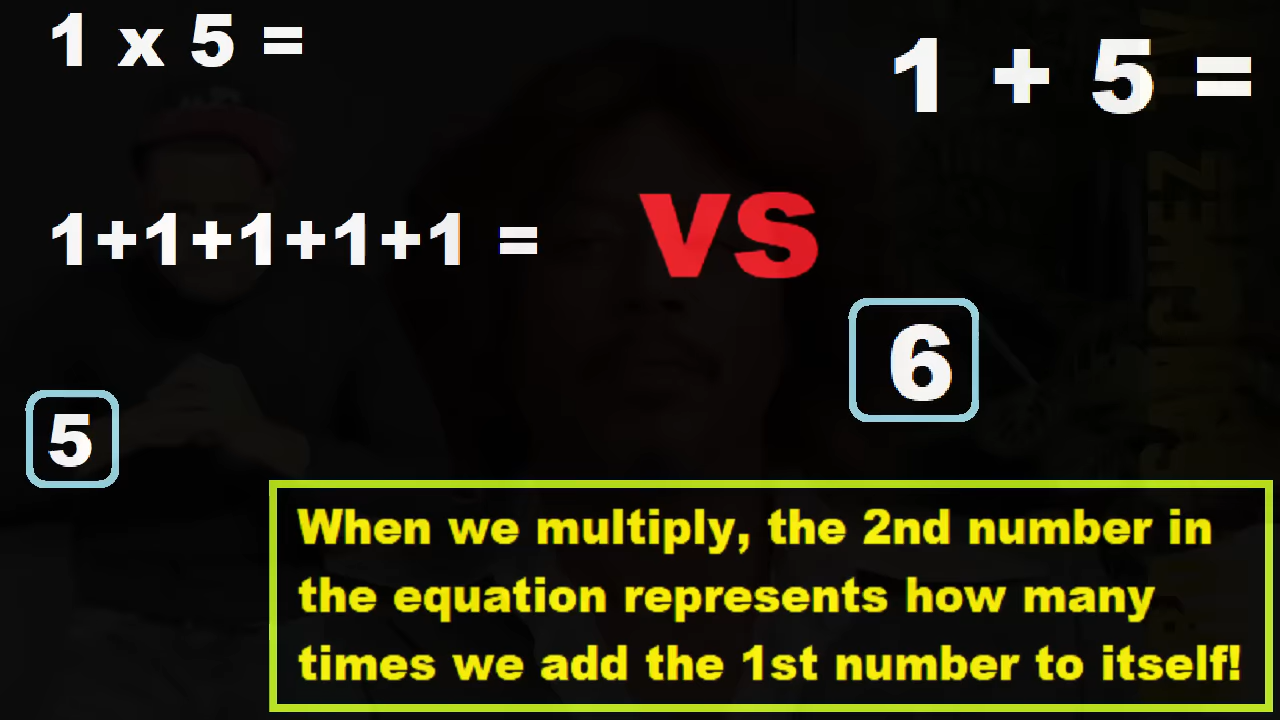 1 x 5 =
1 + 5 =
1+1+1+1+1 =
VS
6
5
When we multiply, the 2nd number in
the equation represents how many
times we add the 1st number to itself!